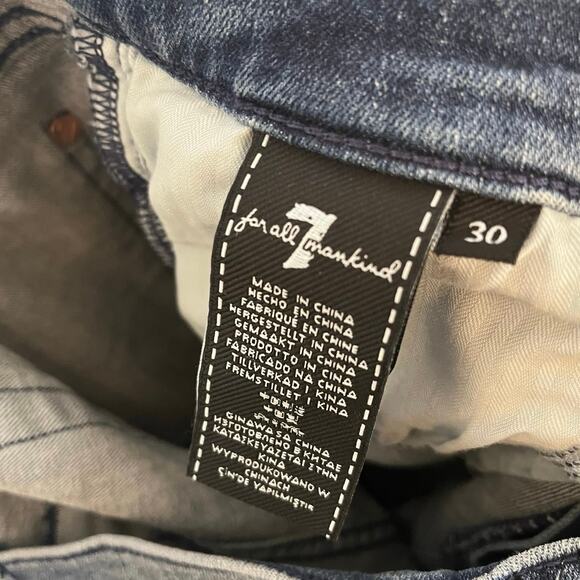 7
for all mankind
30
MADE IN CHINA
HECHO EN CHINA
FABRIQUÉ EN CHINE
HERGESTELLT IN CHINA
GEMAAKT IN CHINA
PRODOTTO IN CINA
FABRICADO NA CHINA
TILLVERKAD I KINA
FREMSTILLET I KINA
GINAWA SA CHINA
ИЗГОТОВЛЕНО В КИТАЕ
ΚΑΤΑΣΚΕΥΑΖΕΤΑΙ ΣΤΗΝ
ΚΙΝΑ
WYPRODUKOWANO W
CHINACH
ÇIN'DE YAPILMIŞTIR